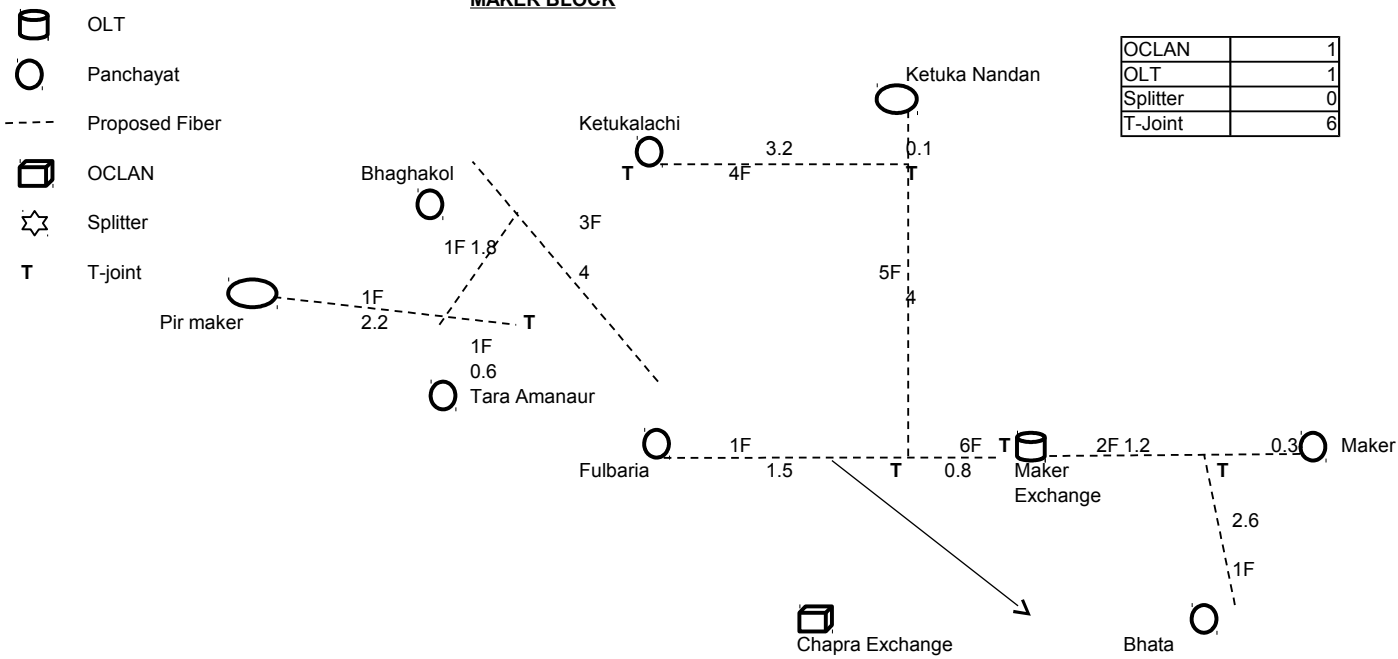 MAKER BLOCK
OLT
Panchayat
Proposed Fiber
OCLAN
Splitter
T T-joint
OCLAN 1
OLT 1
Splitter 0
T-Joint 6
Ketuka Nandan
Ketukalachi
3.2
0.1
T
4F
T
Bhaghakol
3F
1F 1.8
4
5F
4
1F
2.2
Pir maker
T
1F
0.6
Tara Amanaur
1F
6F
T
2F 1.2
0.3
Maker
Fulbaria
1.5
T
0.8
Maker
Exchange
T
2.6
1F
Chapra Exchange
Bhata